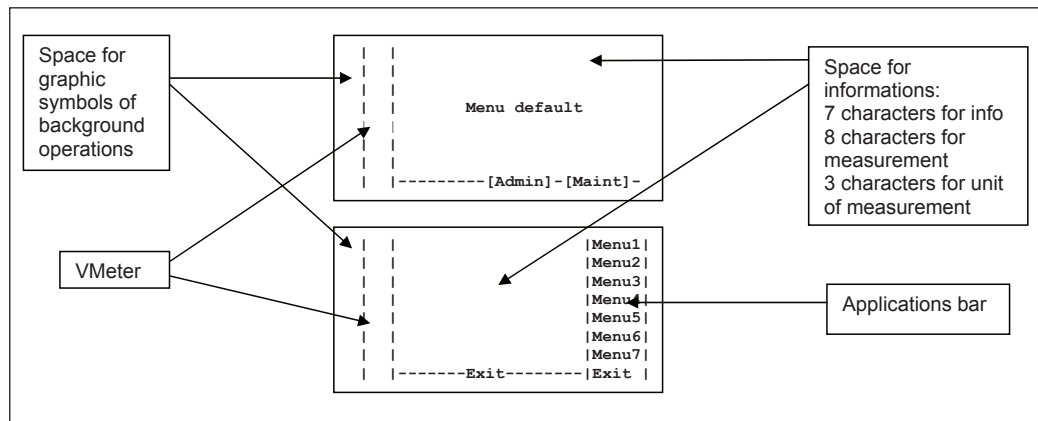 Space for
graphic
symbols of
background
operations
VMeter
| |
| |
| |
| | Menu default
| |
| |
| |
| |---------[Admin]-[Maint]-
| | |Menu1|
| | |Menu2|
| | |Menu3|
| | |Menu4|
| | |Menu5|
| | |Menu6|
| | |Menu7|
| |-------Exit--------|Exit |
Space for
informations:
7 characters for info
8 characters for
measurement
3 characters for unit
of measurement
Applications bar